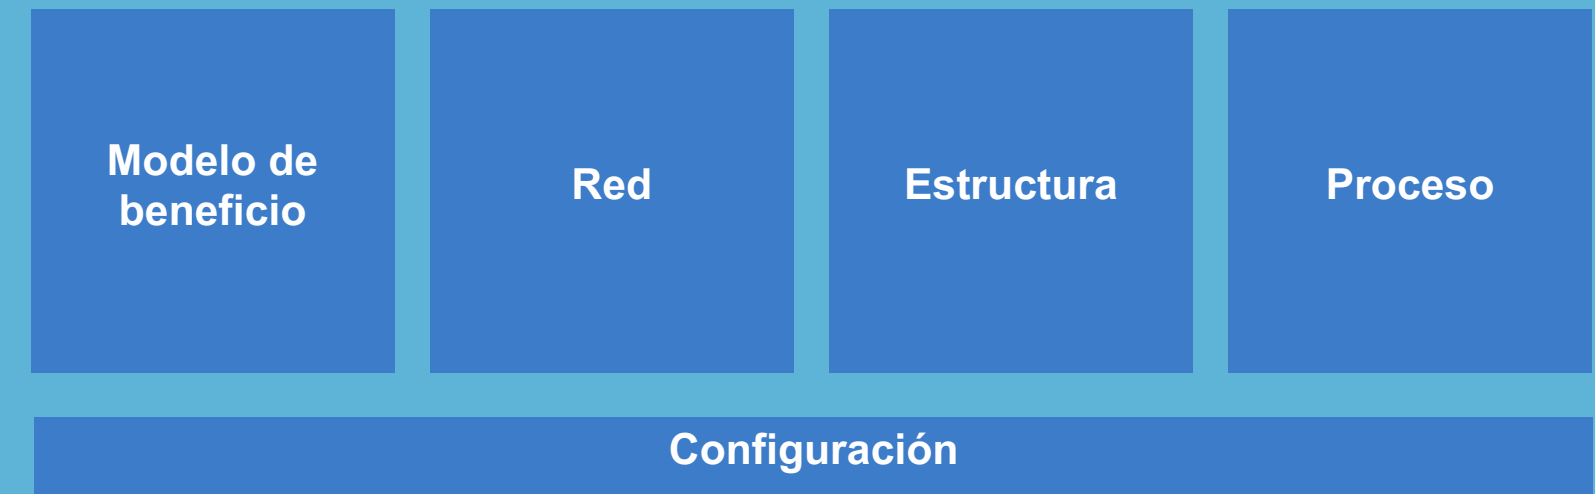 Modelo de
beneficio
Red
Estructura
Proceso
Configuración